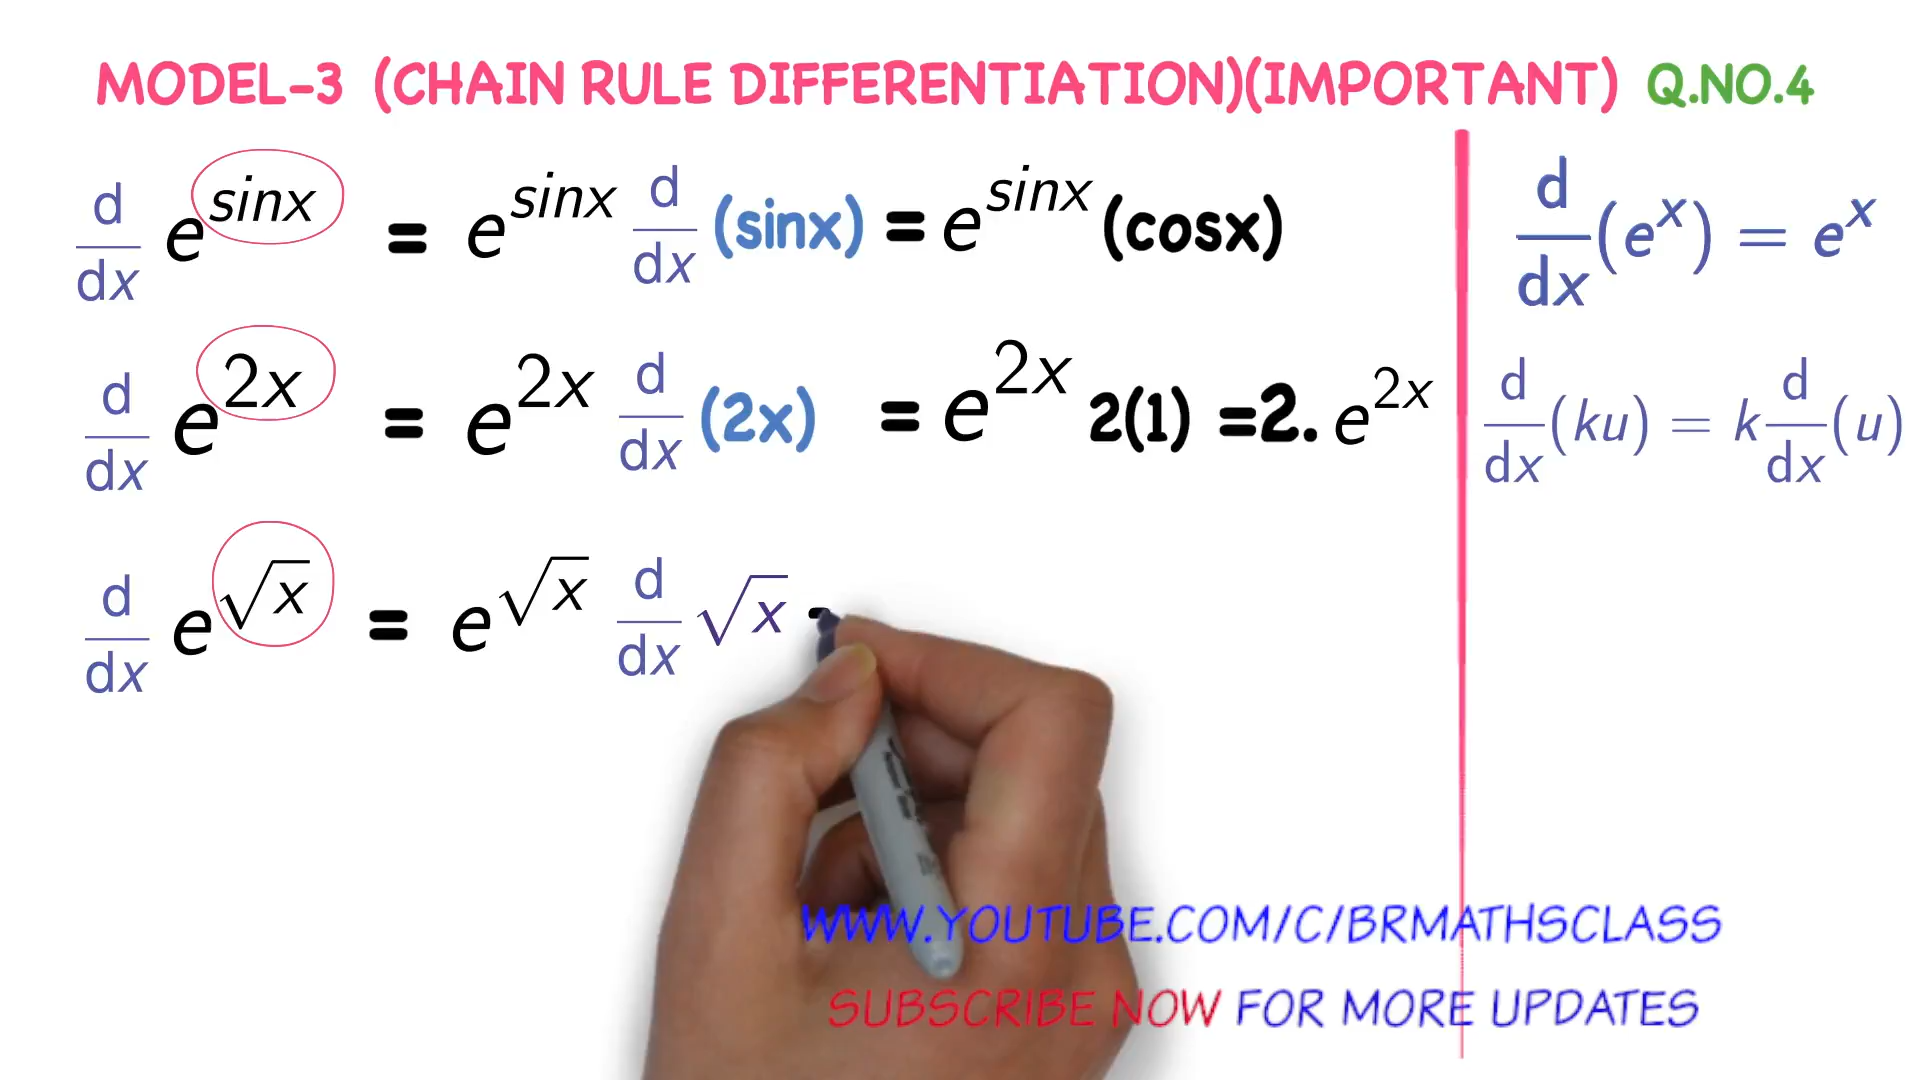 MODEL-3 (CHAIN RULE DIFFERENTIATION)(IMPORTANT) Q.NO.4
d/dx e^sinx = e^sinx d/dx (sinx) = e^sinx (cosx)
d/dx (e^x) = e^x
d/dx e^2x = e^2x d/dx (2x) = e^2x 2(1) =2. e^2x
d/dx (ku) = k d/dx (u)
d/dx e^√x = e^√x d/dx √x
WWW.YOUTUBE.COM/C/BRMATHSCLASS
SUBSCRIBE NOW FOR MORE UPDATES